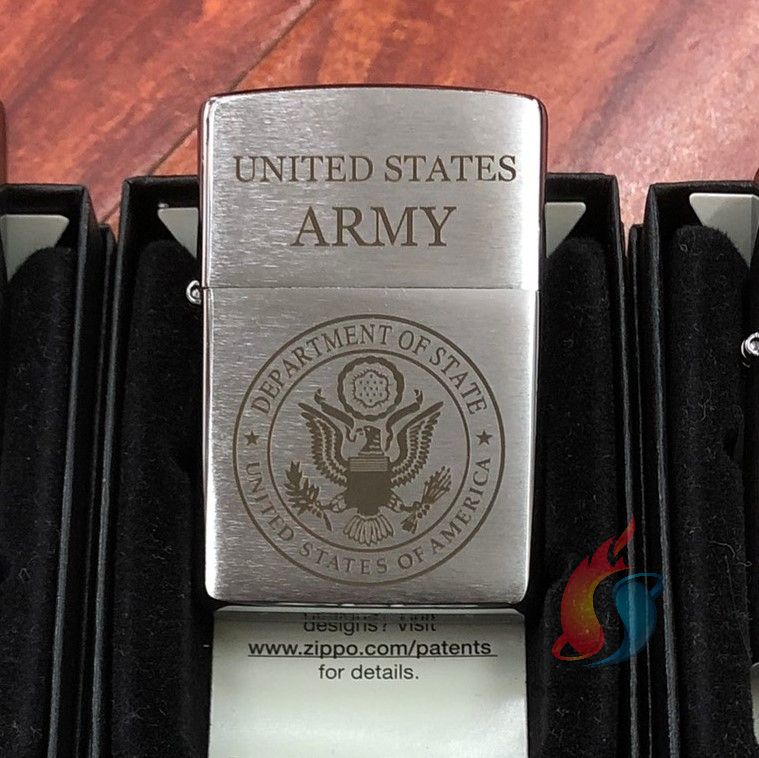 UNITED STATES
ARMY
DEPARTMENT OF STATE
UNITED STATES OF AMERICA
designs? visit
www.zippo.com/patents
for details.